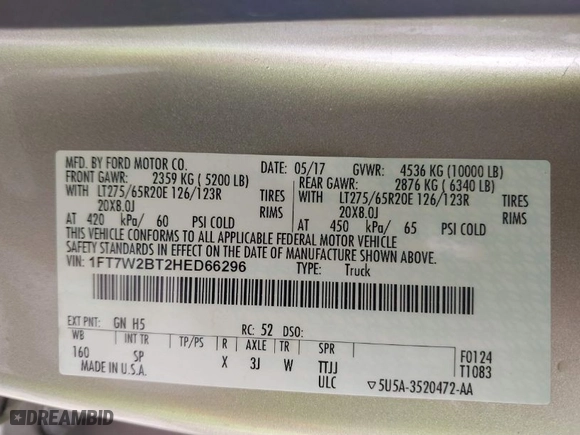 MFD. BY FORD MOTOR CO.
DATE: 05/17 GVWR: 4536 KG (10000 LB)
FRONT GAWR: 2359 KG ( 5200 LB)
REAR GAWR: 2876 KG ( 6340 LB)
WITH LT275/65R20E 126/123R TIRES
WITH LT275/65R20E 126/123R TIRES
20X8.0J RIMS
20X8.0J RIMS
AT 420 kPa/ 60 PSI COLD
AT 450 kPa/ 65 PSI COLD
THIS VEHICLE CONFORMS TO ALL APPLICABLE FEDERAL MOTOR VEHICLE
SAFETY STANDARDS IN EFFECT ON THE DATE OF MANUFACTURE SHOWN ABOVE.
VIN: 1FT7W2BT2HED66296
TYPE: Truck
EXT PNT: GN H5 RC: 52 DSO:
WB INT TR TP/PS R AXLE TR SPR
160 SP X 3J W TTJJ
F0124
MADE IN U.S.A. ULC
T1083
▽5U5A-3520472-AA
DREAMBID